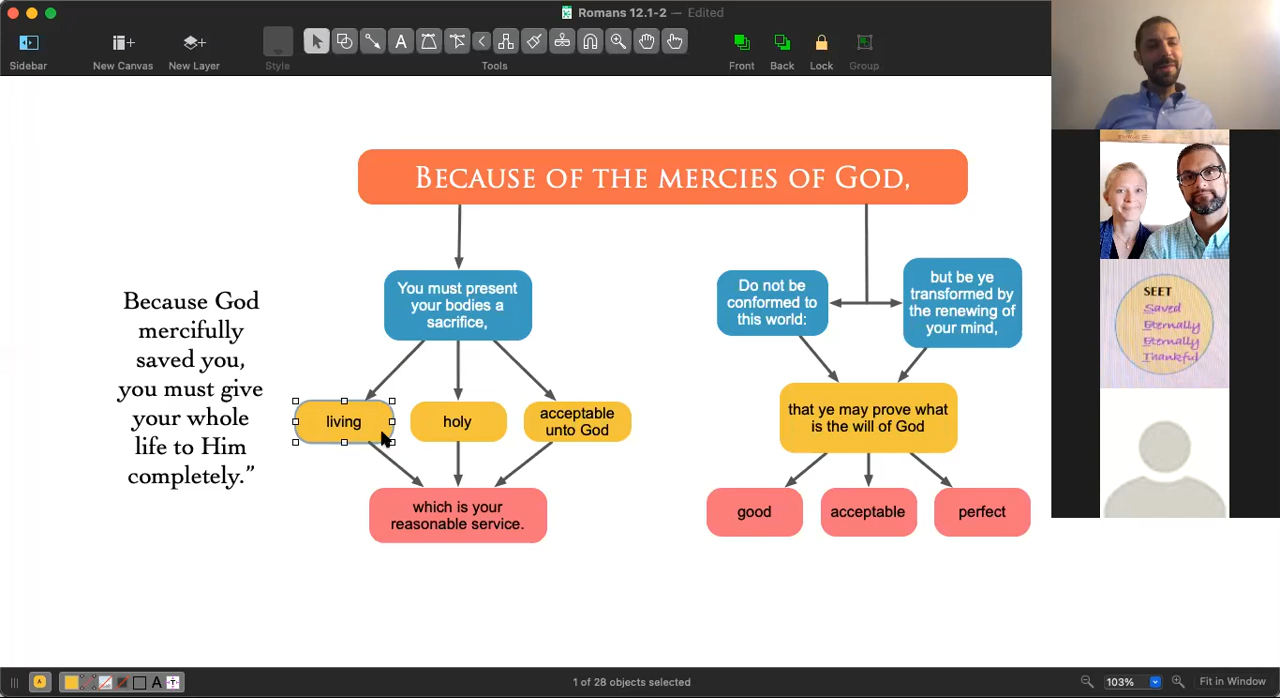 Romans 12.1-2 — Edited
Sidebar
New Canvas
New Layer
Style
Tools
Front
Back
Lock
Group
BECAUSE OF THE MERCIES OF GOD,
Because God
mercifully
saved you,
you must give
your whole
life to Him
completely.”
You must present
your bodies a
sacrifice,
living
holy
acceptable
unto God
which is your
reasonable service.
Do not be
conformed to
this world:
but be ye
transformed by
the renewing of
your mind,
that ye may prove what
is the will of God
good
acceptable
perfect
SEET
Saved
Eternally
Eternally
Thankful
1 of 28 objects selected
103%
Fit in Window